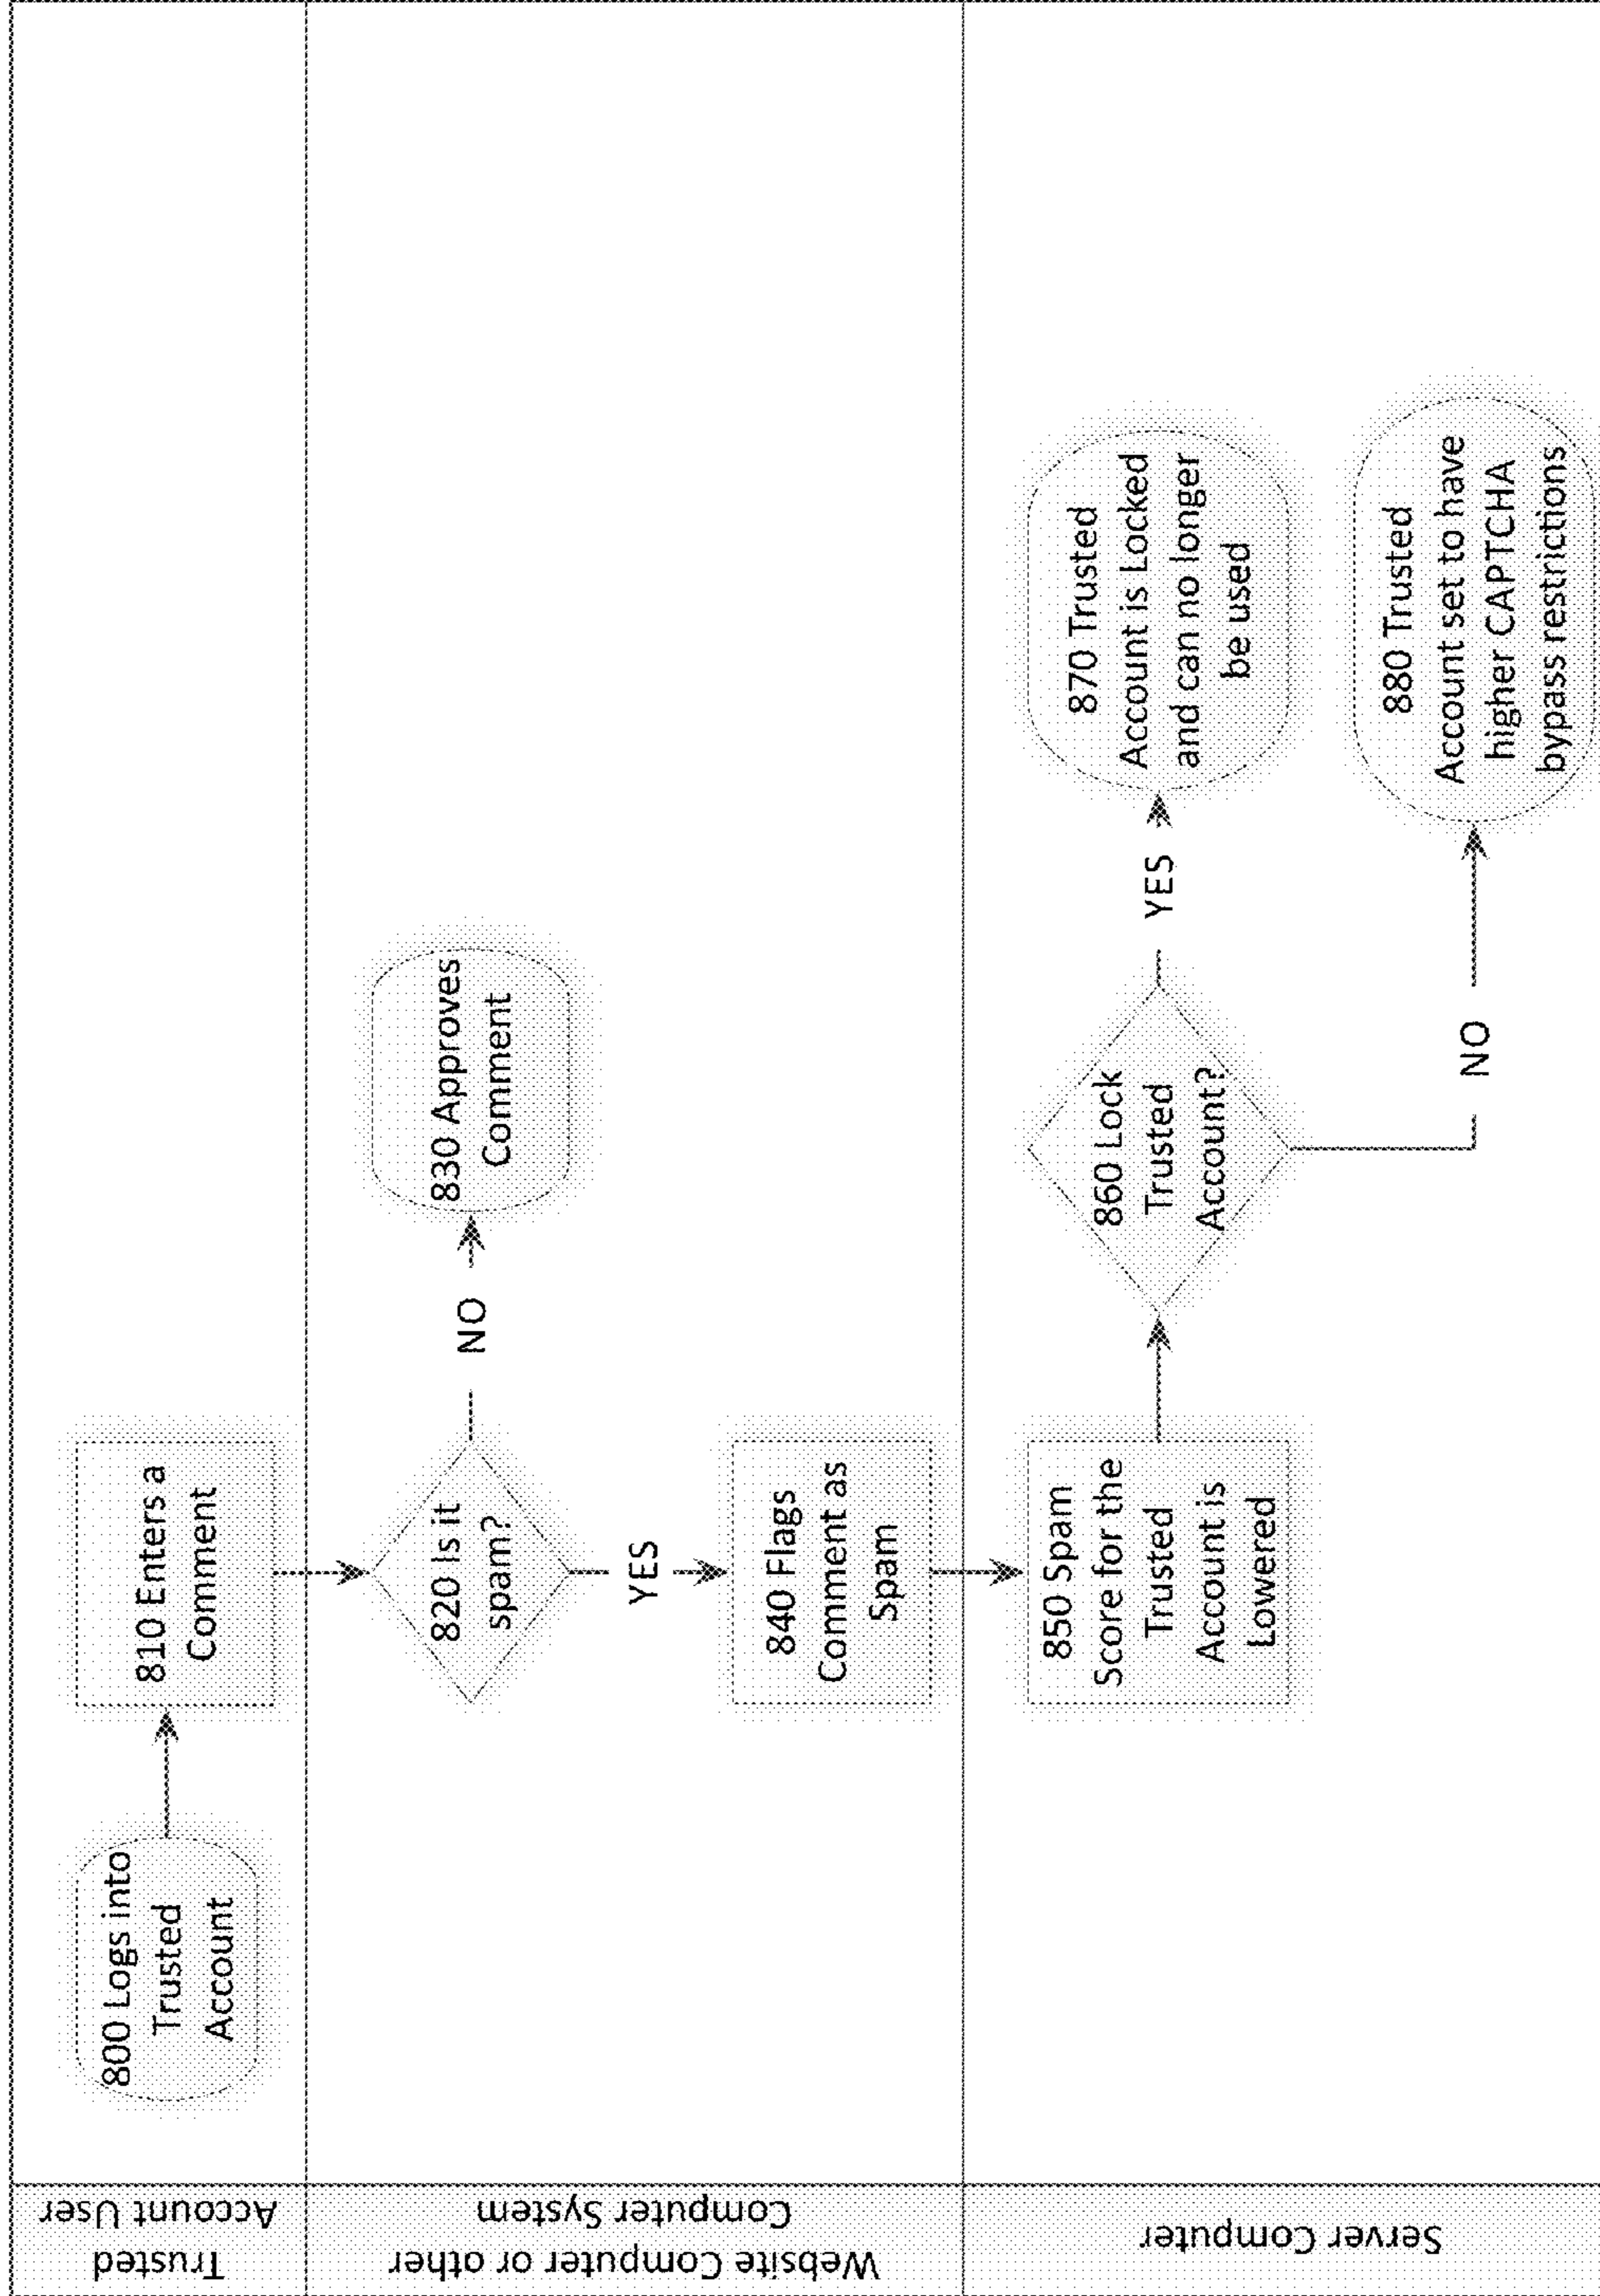 Trusted
Account User
800 Logs into
Trusted
Account
810 Enters a
Comment
Website Computer or other
Computer System
820 Is it
spam?
NO
830 Approves
Comment
YES
840 Flags
Comment as
Spam
Server Computer
850 Spam
Score for the
Trusted
Account is
Lowered
860 Lock
Trusted
Account?
YES
870 Trusted
Account is Locked
and can no longer
be used
NO
880 Trusted
Account set to have
higher CAPTCHA
bypass restrictions